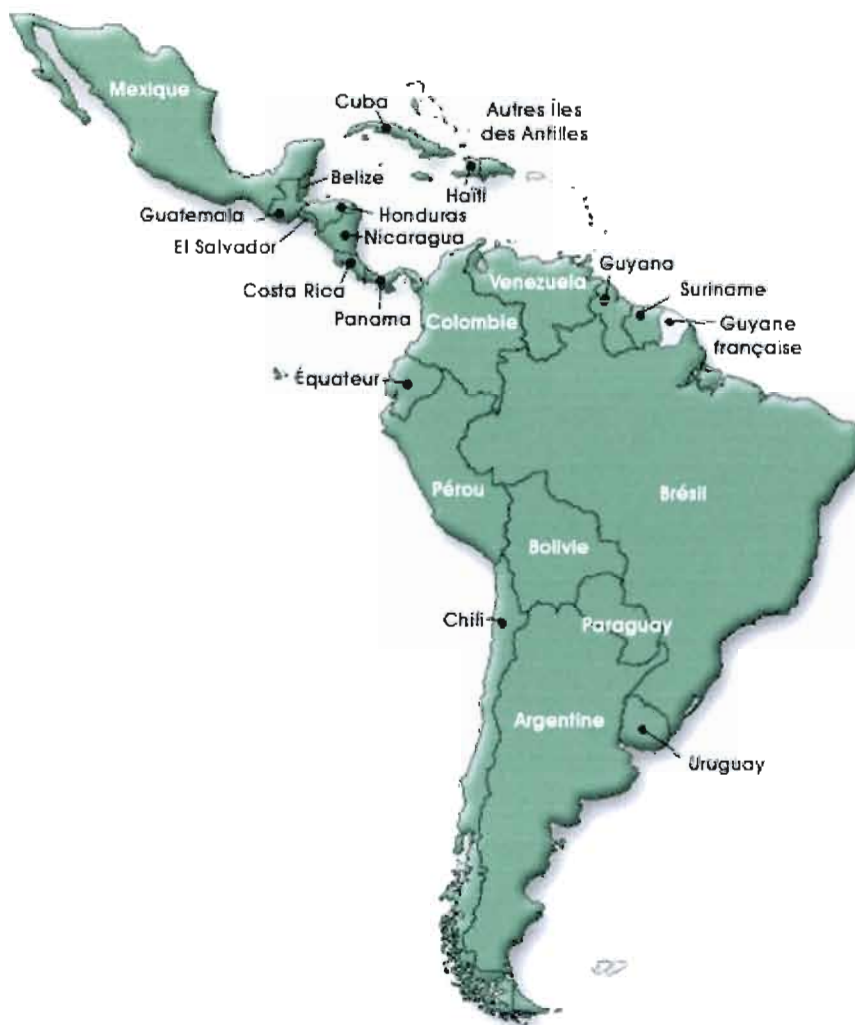 Mexique
Cuba
Autres Îles
des Antilles
Belize
Haïti
Guatemala
Honduras
El Salvador
Nicaragua
Costa Rica
Panama
Venezuela
Guyana
Suriname
Colombie
Guyane
française
Équateur
Pérou
Brésil
Bolivie
Chili
Paraguay
Argentine
Uruguay